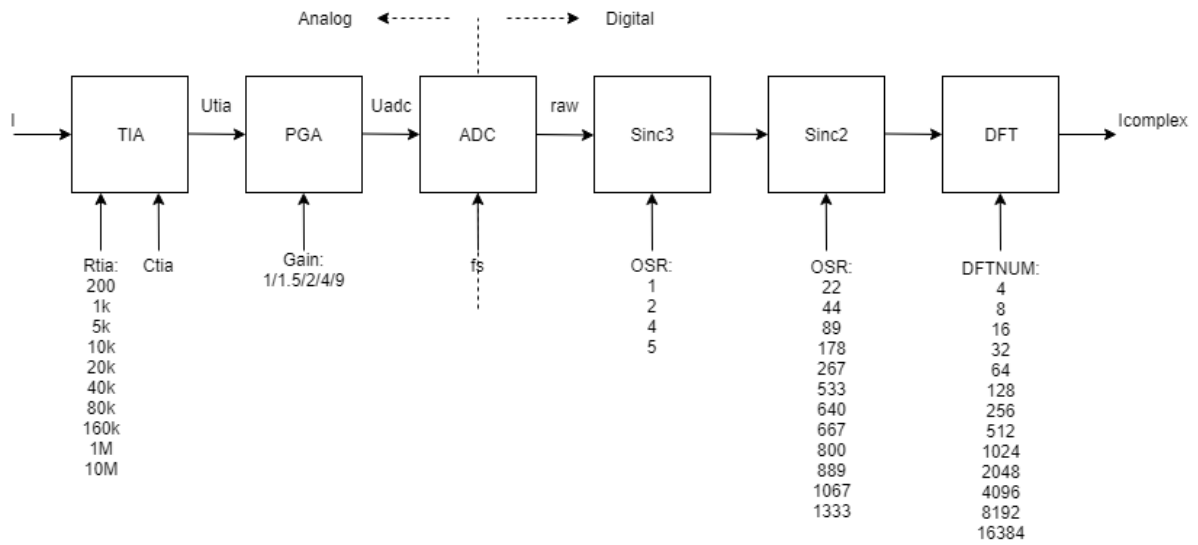 Analog
Digital
I
TIA
Utia
PGA
Uadc
ADC
raw
Sinc3
Sinc2
DFT
Icomplex
Rtia:
200
1k
5k
10k
20k
40k
80k
160k
1M
10M
Ctia
Gain:
1/1.5/2/4/9
fs
OSR:
1
2
4
5
OSR:
22
44
89
178
267
533
640
667
800
889
1067
1333
DFTNUM:
4
8
16
32
64
128
256
512
1024
2048
4096
8192
16384